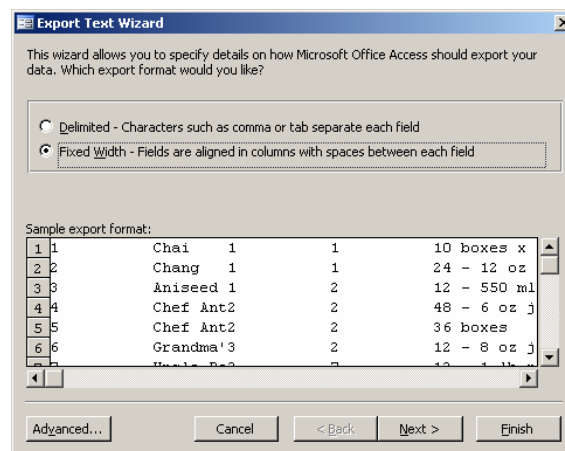 Export Text Wizard
This wizard allows you to specify details on how Microsoft Office Access should export your
data. Which export format would you like?
Delimited - Characters such as comma or tab separate each field
Fixed Width - Fields are aligned in columns with spaces between each field
Sample export format:
1 1 Chai 1 1 10 boxes x
2 2 Chang 1 1 24 - 12 oz
3 3 Aniseed 1 2 12 - 550 ml
4 4 Chef Ant2 2 48 - 6 oz j
5 5 Chef Ant2 2 36 boxes
6 6 Grandma'3 2 12 - 8 oz j
Advanced... Cancel < Back Next > Finish